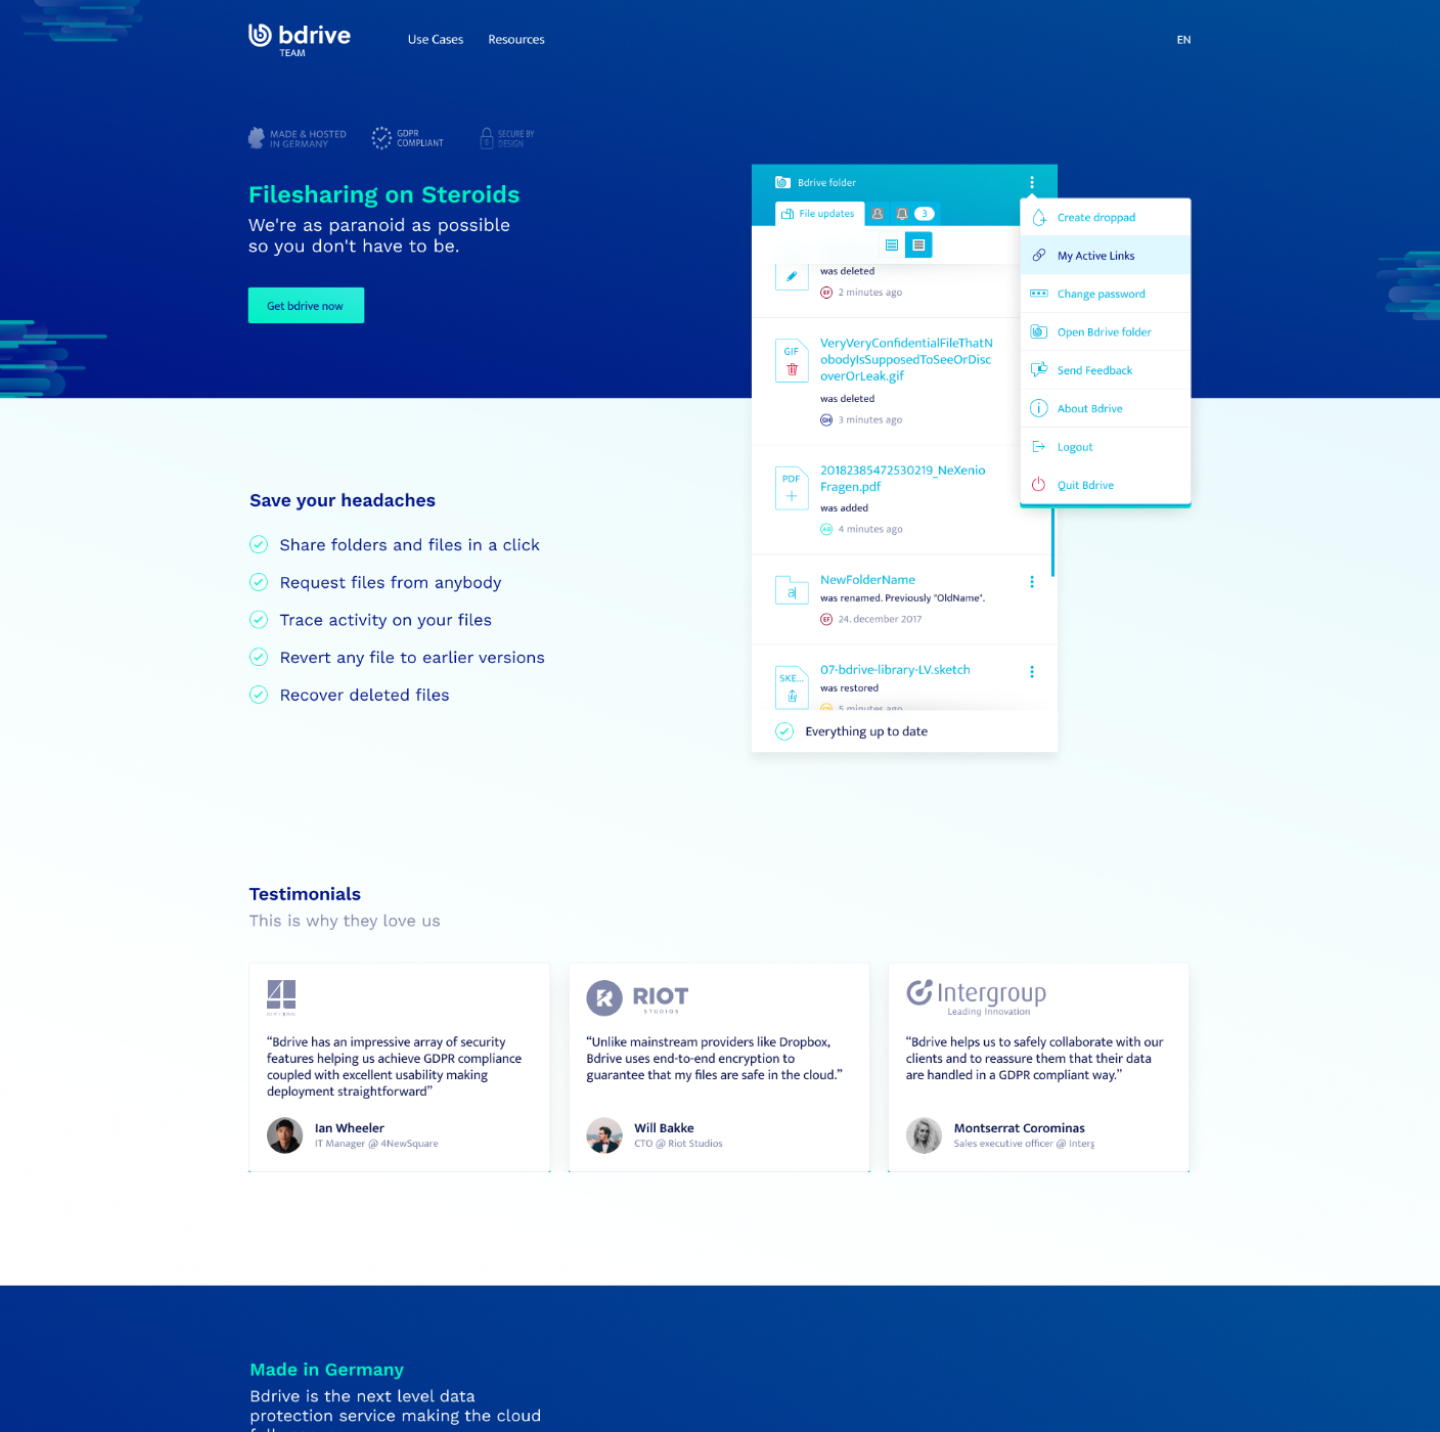 bdrive
TEAM
Use Cases
Resources
EN
MADE & HOSTED
IN GERMANY
GDPR
COMPLIANT
SECURE BY
DESIGN
Filesharing on Steroids
We're as paranoid as possible
so you don't have to be.
Get bdrive now
Bdrive folder
File updates
3
was deleted
EF 2 minutes ago
GIF
VeryVeryConfidentialFileThatN
obodyIsSupposedToSeeOrDisc
overOrLeak.gif
was deleted
3 minutes ago
PDF
20182385472530219_NeXenio
Fragen.pdf
was added
4 minutes ago
a
NewFolderName
was renamed. Previously "OldName".
EF 24. december 2017
SKE...
07-bdrive-library-LV.sketch
was restored
5 minutes ago
Everything up to date
Create droppad
My Active Links
Change password
Open Bdrive folder
Send Feedback
About Bdrive
Logout
Quit Bdrive
Save your headaches
Share folders and files in a click
Request files from anybody
Trace activity on your files
Revert any file to earlier versions
Recover deleted files
Testimonials
This is why they love us
4
“Bdrive has an impressive array of security
features helping us achieve GDPR compliance
coupled with excellent usability making
deployment straightforward”
Ian Wheeler
IT Manager @ 4NewSquare
RIOT
STUDIOS
“Unlike mainstream providers like Dropbox,
Bdrive uses end-to-end encryption to
guarantee that my files are safe in the cloud.”
Will Bakke
CTO @ Riot Studios
Intergroup
Leading Innovation
“Bdrive helps us to safely collaborate with our
clients and to reassure them that their data
are handled in a GDPR compliant way.”
Montserrat Corominas
Sales executive officer @ Interg
Made in Germany
Bdrive is the next level data
protection service making the cloud